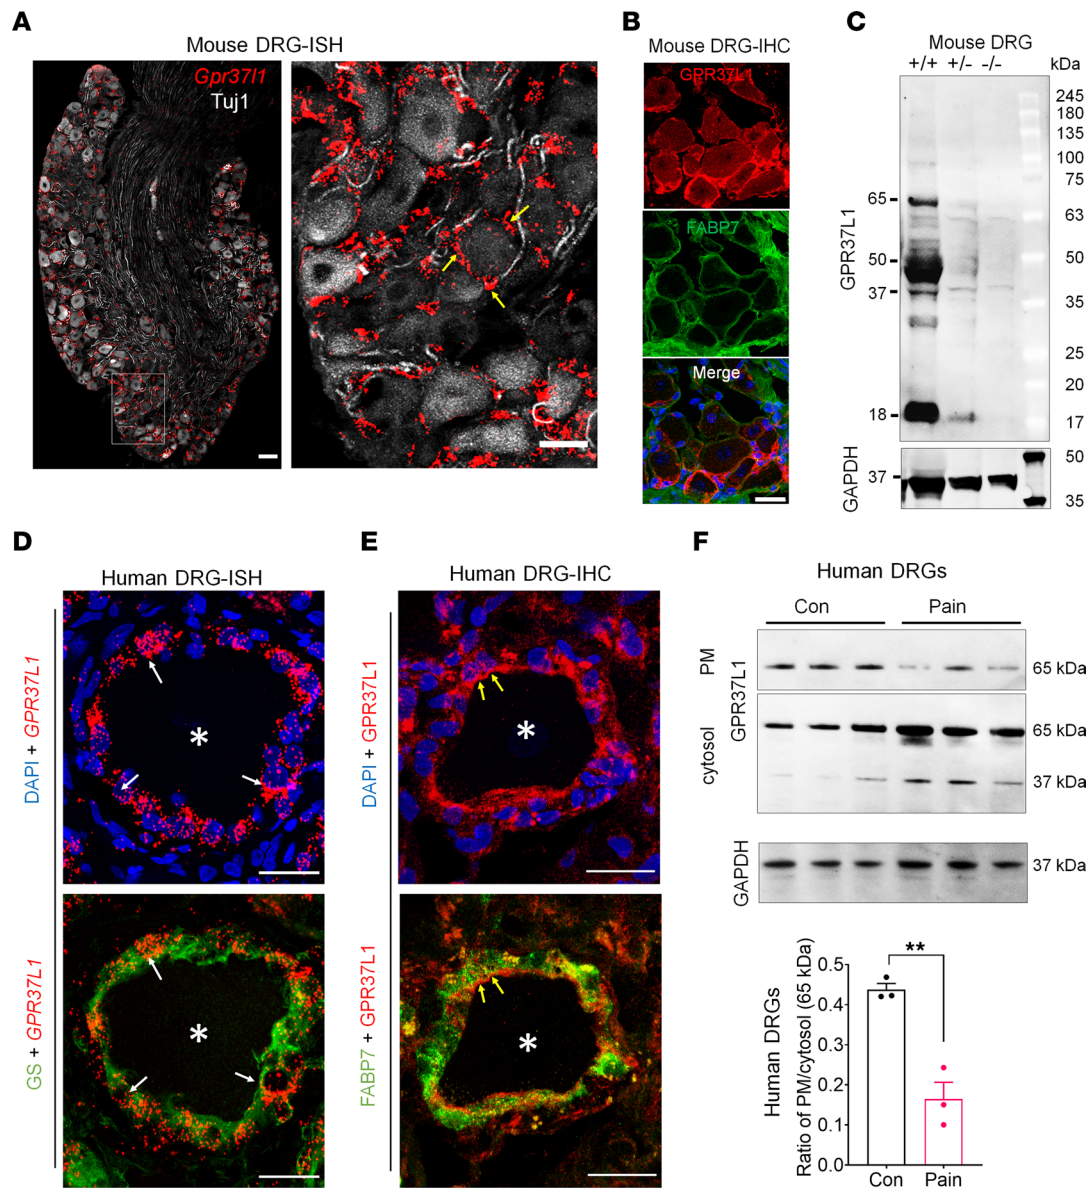 A
Mouse DRG-ISH
Gpr37l1
Tuj1
B
Mouse DRG-IHC
GPR37L1
FABP7
Merge
C
Mouse DRG
+/+ +/- -/- kDa
245
180
135
100
75
50
35
25
20
17
65
50
37
18
GPR37L1
50
37
35
GAPDH
D
Human DRG-ISH
DAPI + GPR37L1
*
GS + GPR37L1
*
E
Human DRG-IHC
DAPI + GPR37L1
*
FABP7 + GPR37L1
*
F
Human DRGs
Con Pain
PM
65 kDa
GPR37L1
cytosol
65 kDa
37 kDa
GAPDH
37 kDa
Human DRGs
Ratio of PM/cytosol (65 kDa)
**
0.5
0.4
0.3
0.2
0.1
0.0
Con Pain